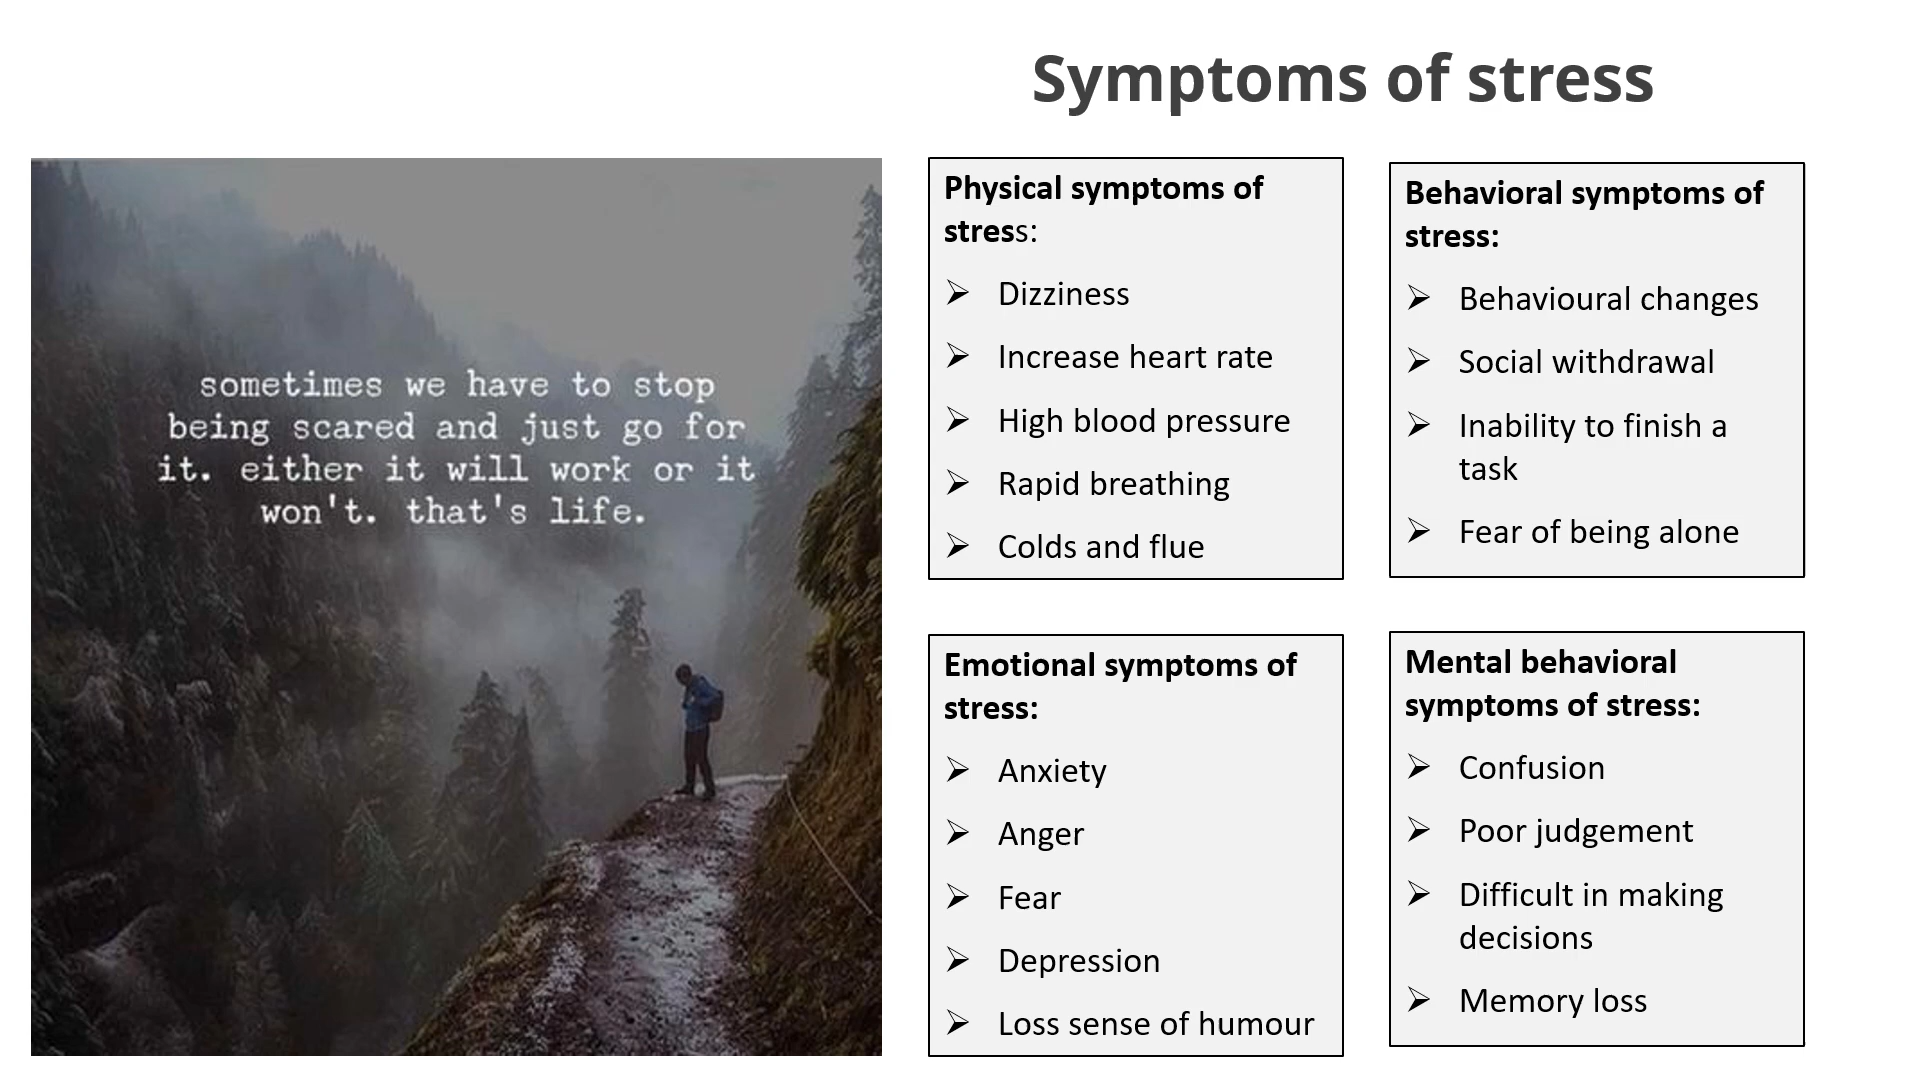 Symptoms of stress
sometimes we have to stop
being scared and just go for
it. either it will work or it
won't. that's life.
Physical symptoms of
stress:
➢ Dizziness
➢ Increase heart rate
➢ High blood pressure
➢ Rapid breathing
➢ Colds and flue
Behavioral symptoms of
stress:
➢ Behavioural changes
➢ Social withdrawal
➢ Inability to finish a
task
➢ Fear of being alone
Emotional symptoms of
stress:
➢ Anxiety
➢ Anger
➢ Fear
➢ Depression
➢ Loss sense of humour
Mental behavioral
symptoms of stress:
➢ Confusion
➢ Poor judgement
➢ Difficult in making
decisions
➢ Memory loss